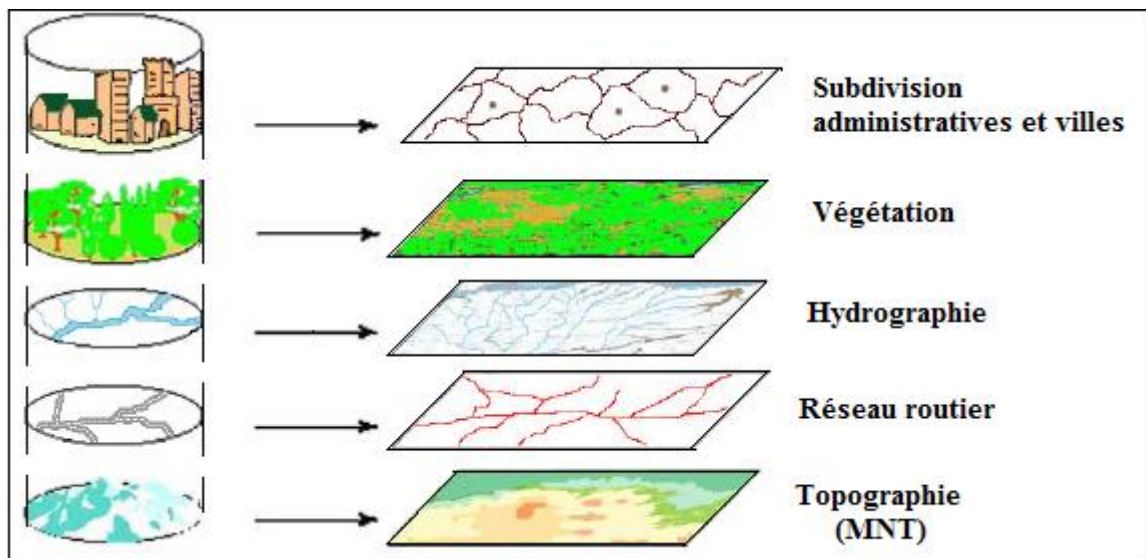 Subdivision
administratives et villes
Végétation
Hydrographie
Réseau routier
Topographie
(MNT)